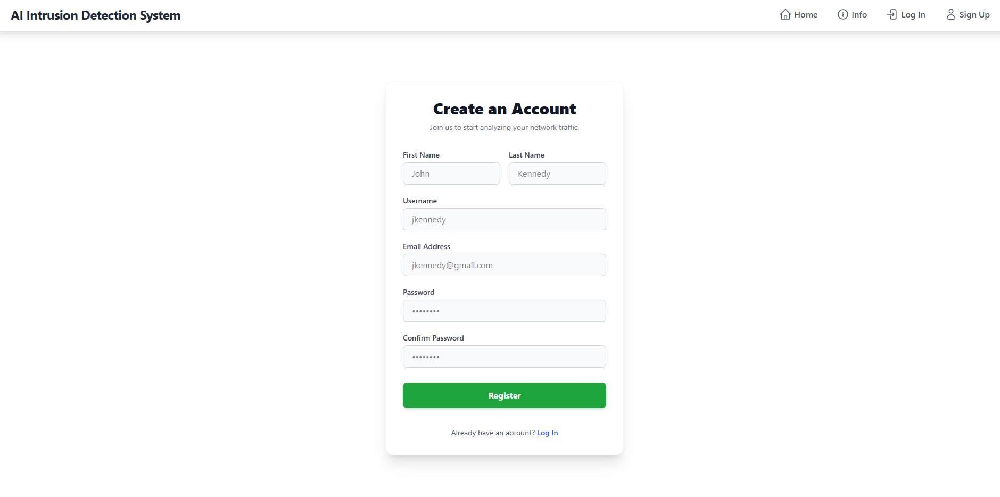 AI Intrusion Detection System
Home
Info
Log In
Sign Up
Create an Account
Join us to start analyzing your network traffic.
First Name
Last Name
John
Kennedy
Username
jkennedy
Email Address
jkennedy@gmail.com
Password
••••••••
Confirm Password
••••••••
Register
Already have an account? Log In